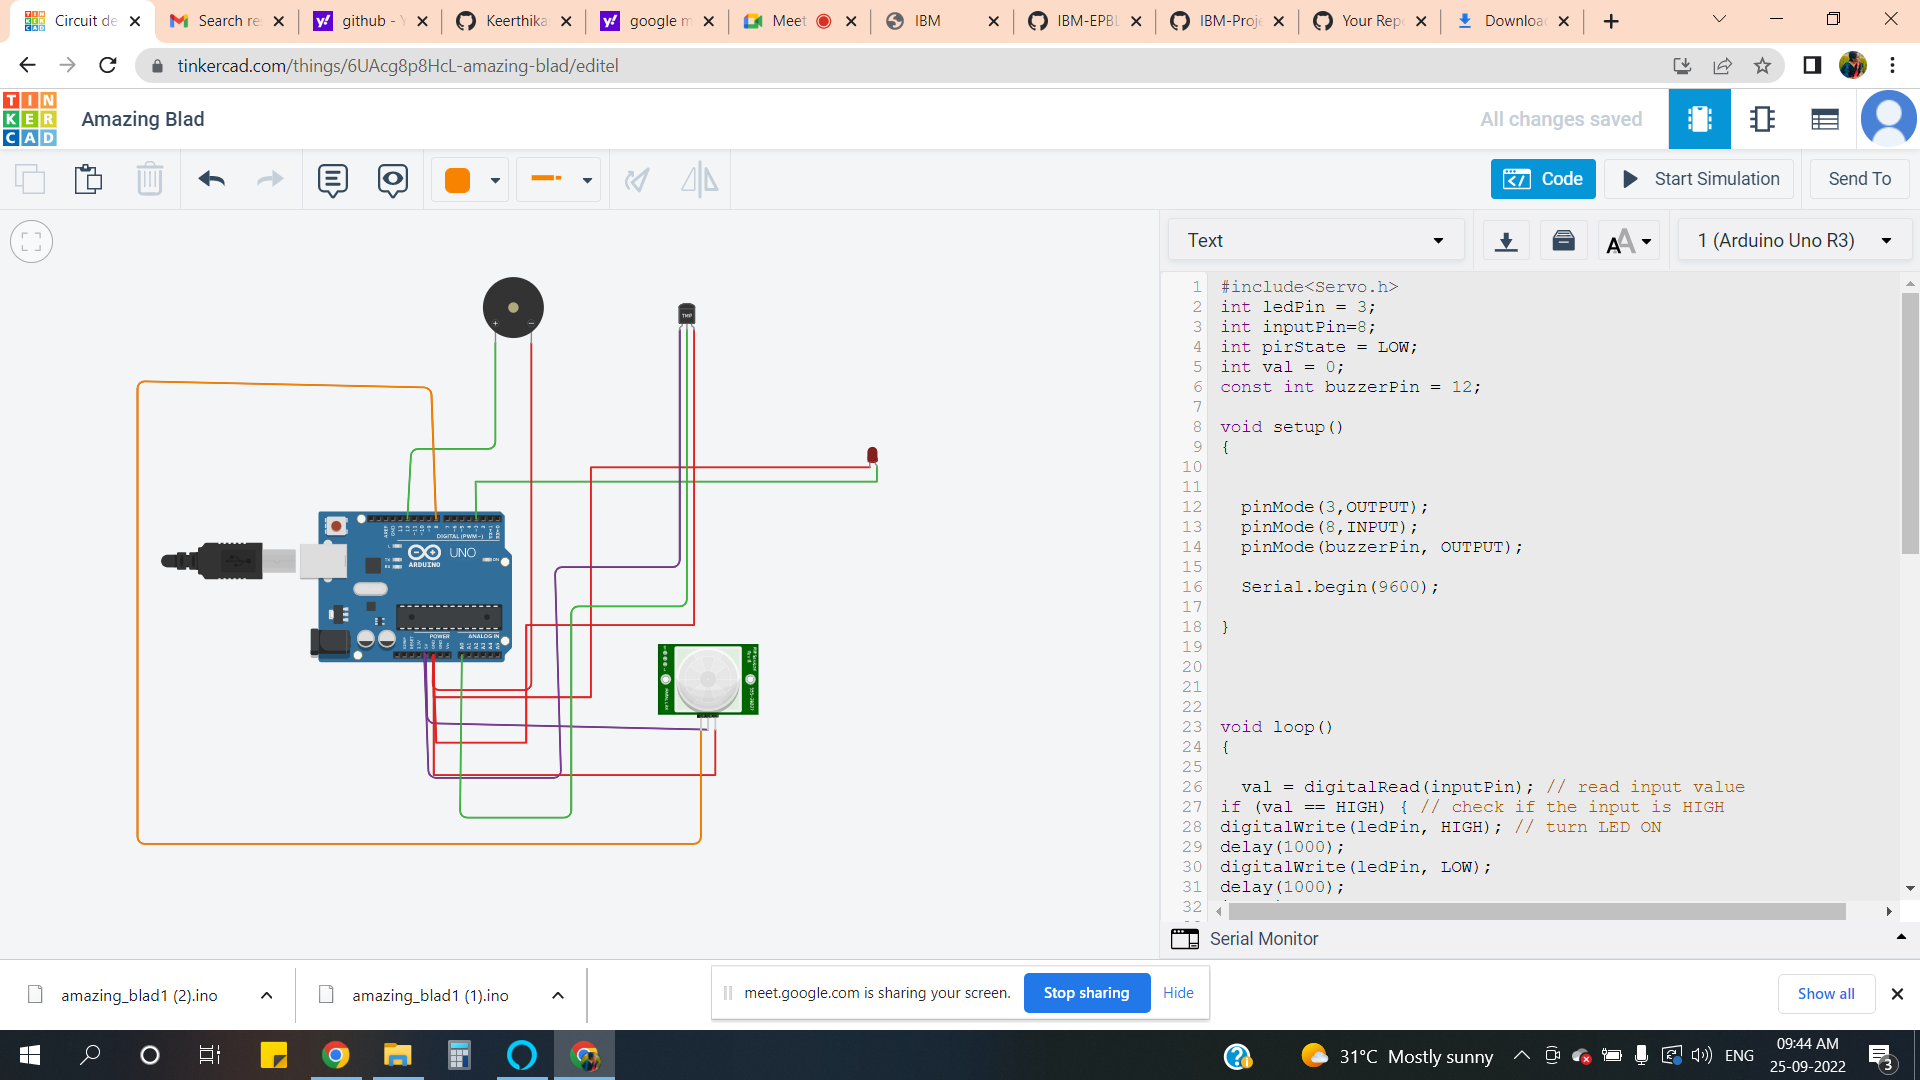 Circuit de
Search re
github - Y
Keerthika
google m
Meet
IBM
IBM-EPBL
IBM-Proje
Your Repo
Downloa
tinkercad.com/things/6UAcg8p8HcL-amazing-blad/editel
TIN
KER
CAD
Amazing Blad
All changes saved
Code
Start Simulation
Send To
Text
1 (Arduino Uno R3)
1 #include<Servo.h>
2 int ledPin = 3;
3 int inputPin=8;
4 int pirState = LOW;
5 int val = 0;
6 const int buzzerPin = 12;
7
8 void setup()
9 {
10
11
12 pinMode(3,OUTPUT);
13 pinMode(8,INPUT);
14 pinMode(buzzerPin, OUTPUT);
15
16 Serial.begin(9600);
17
18 }
19
20
21
22
23 void loop()
24 {
25
26 val = digitalRead(inputPin); // read input value
27 if (val == HIGH) { // check if the input is HIGH
28 digitalWrite(ledPin, HIGH); // turn LED ON
29 delay(1000);
30 digitalWrite(ledPin, LOW);
31 delay(1000);
32
TMP
DIGITAL (PWM~)
UNO
ARDUINO
POWER
ANALOG IN
Serial Monitor
amazing_blad1 (2).ino
amazing_blad1 (1).ino
meet.google.com is sharing your screen.
Stop sharing
Hide
Show all
31°C Mostly sunny
ENG
09:44 AM
25-09-2022
3